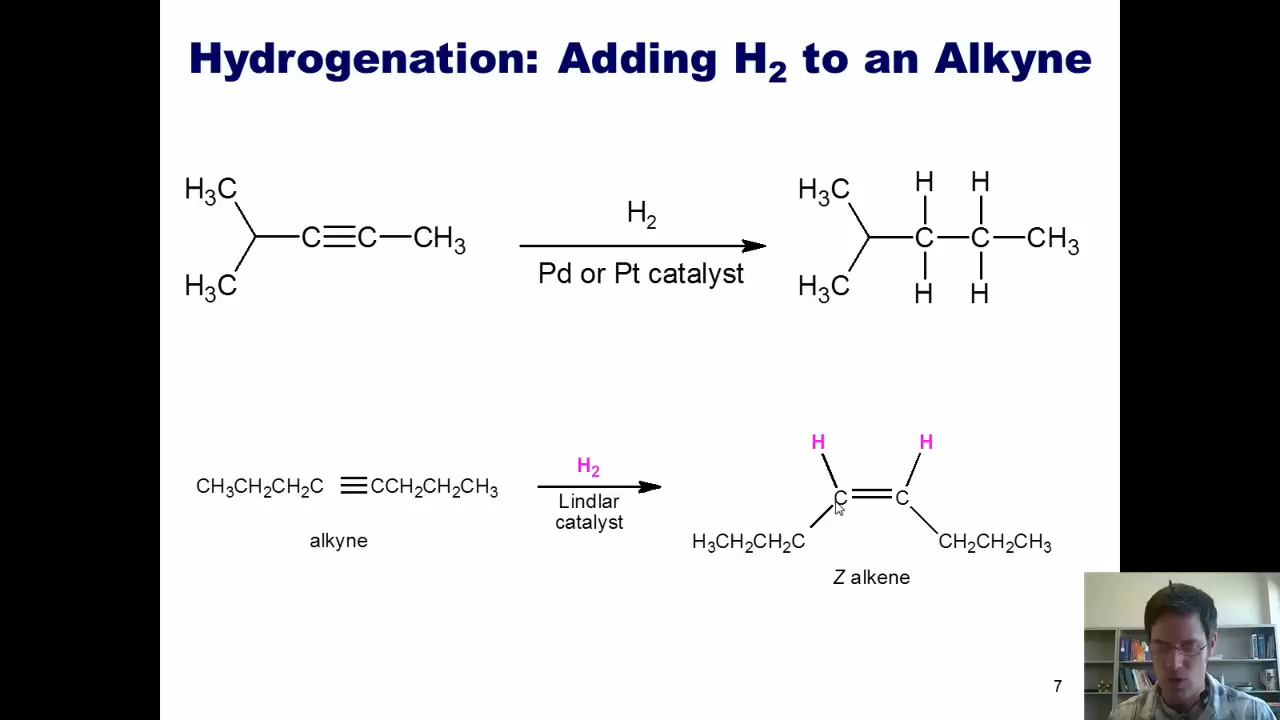 Hydrogenation: Adding H₂ to an Alkyne
H₃C
H₃C
C≡C
CH₃
H₂
Pd or Pt catalyst
H₃C
H₃C
H H
C C CH₃
H H
CH₃CH₂CH₂C ≡CCH₂CH₂CH₃
alkyne
H₂
Lindlar
catalyst
H H
C C
H₃CH₂CH₂C CH₂CH₂CH₃
Z alkene
7